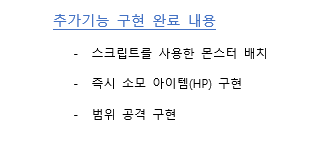 추가기능 구현 완료 내용
- 스크립트를 사용한 몬스터 배치
- 즉시 소모 아이템(HP) 구현
- 범위 공격 구현